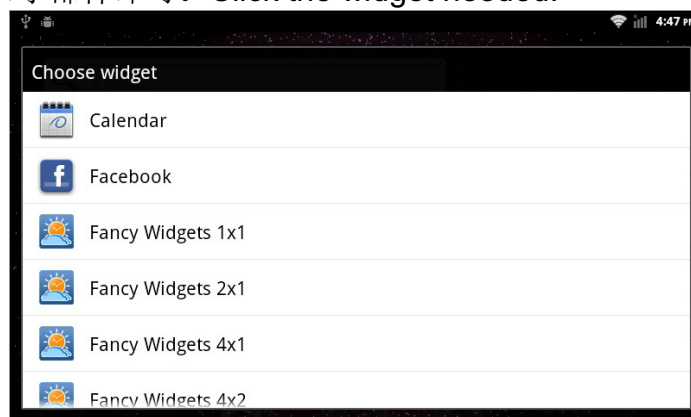 Click the widget needed.
4:47 PM
Choose widget
Calendar
Facebook
Fancy Widgets 1x1
Fancy Widgets 2x1
Fancy Widgets 4x1
Fancy Widgets 4x2